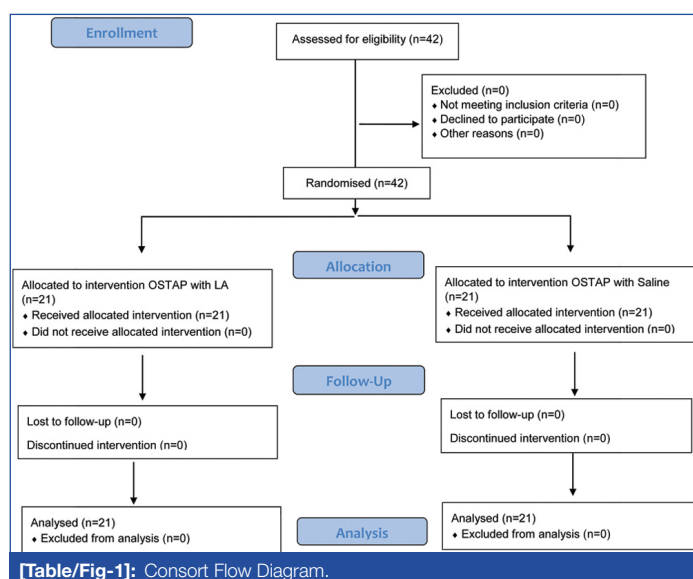 Enrollment
Assessed for eligibility (n=42)
Excluded (n=0)
♦ Not meeting inclusion criteria (n=0)
♦ Declined to participate (n=0)
♦ Other reasons (n=0)
Randomised (n=42)
Allocation
Allocated to intervention OSTAP with LA
(n=21)
♦ Received allocated intervention (n=21)
♦ Did not receive allocated intervention (n=0)
Allocated to intervention OSTAP with Saline
(n=21)
♦ Received allocated intervention (n=21)
♦ Did not receive allocated intervention (n=0)
Follow-Up
Lost to follow-up (n=0)
Discontinued intervention (n=0)
Lost to follow-up (n=0)
Discontinued intervention (n=0)
Analysed (n=21)
♦ Excluded from analysis (n=0)
Analysis
Analysed (n=21)
♦ Excluded from analysis (n=0)
[Table/Fig-1]: Consort Flow Diagram.